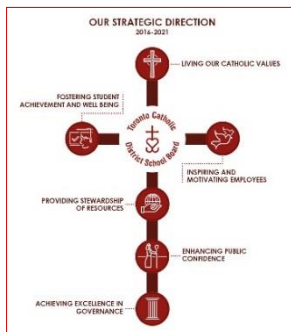 OUR STRATEGIC DIRECTION
2016-2021
LIVING OUR CATHOLIC VALUES
FOSTERING STUDENT
ACHIEVEMENT AND WELL BEING
Toronto Catholic
District School Board
INSPIRING AND
MOTIVATING EMPLOYEES
PROVIDING STEWARDSHIP
OF RESOURCES
ENHANCING PUBLIC
CONFIDENCE
ACHIEVING EXCELLENCE IN
GOVERNANCE